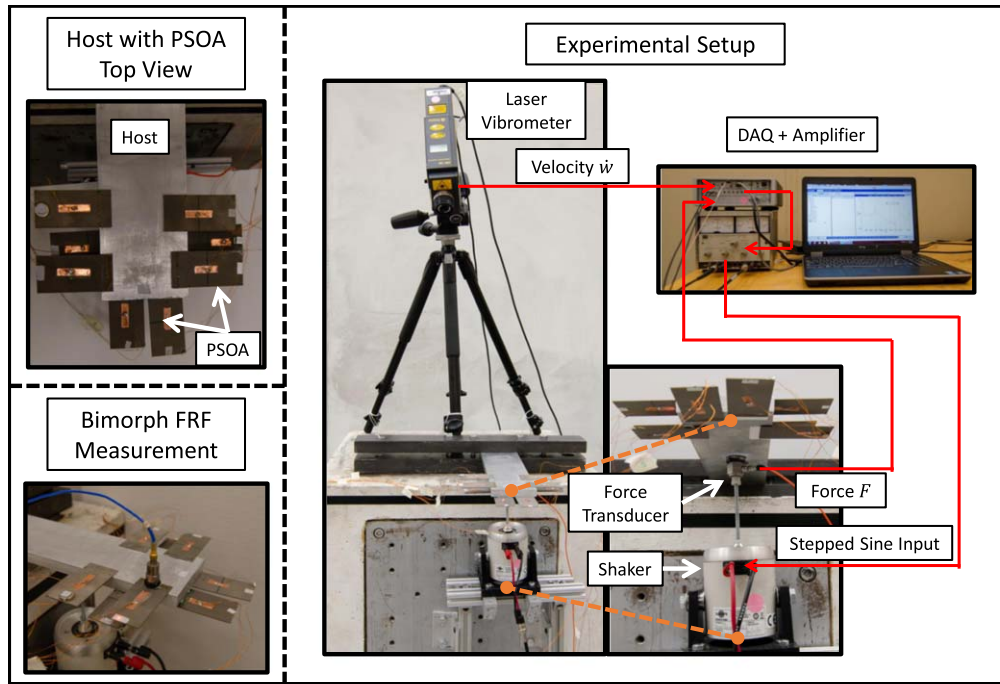 Host with PSOA
Top View
Host
PSOA
Bimorph FRF
Measurement
Experimental Setup
Laser
Vibrometer
Velocity ẇ
DAQ + Amplifier
Force
Transducer
Force F
Stepped Sine Input
Shaker